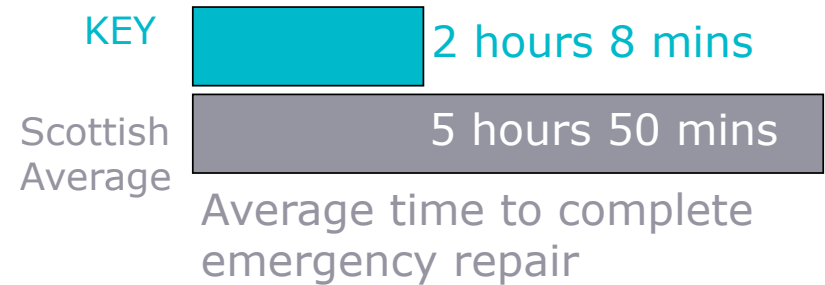 KEY
2 hours 8 mins
Scottish
Average
5 hours 50 mins
Average time to complete
emergency repair